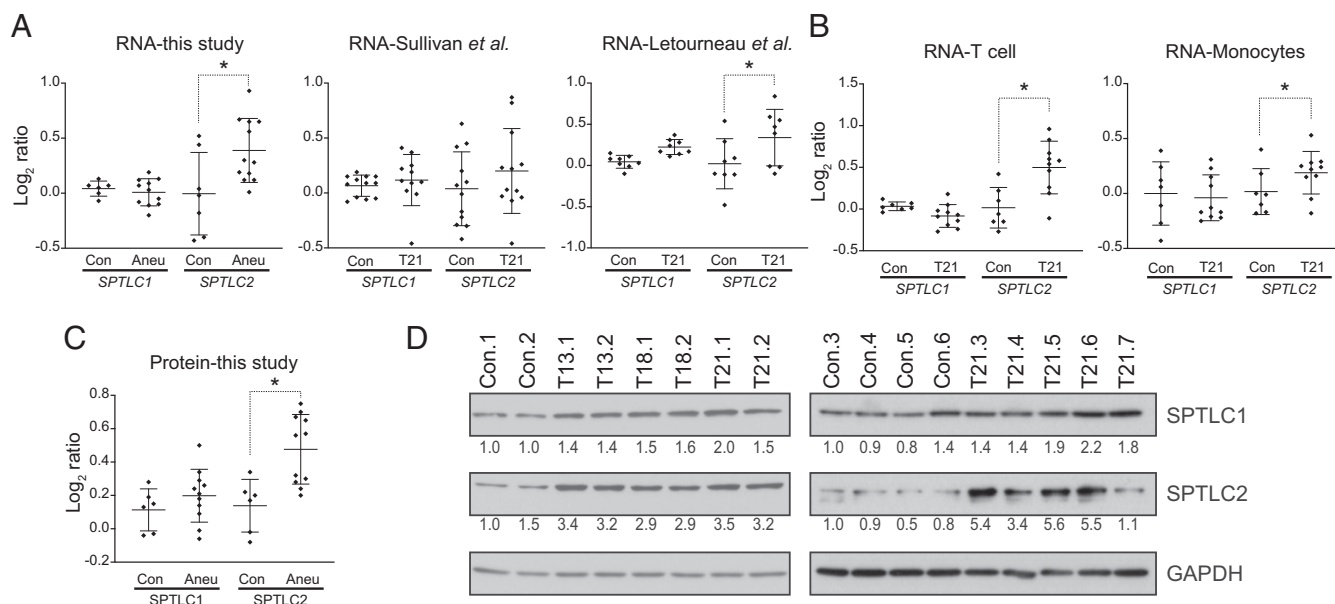 A
RNA-this study
Log2 ratio
1.0
0.5
0.0
-0.5
Con Aneu Con Aneu
SPTLC1 SPTLC2
*
RNA-Sullivan et al.
1.0
0.5
0.0
-0.5
Con T21 Con T21
SPTLC1 SPTLC2
RNA-Letourneau et al.
1.0
0.5
0.0
-1.0
Con T21 Con T21
SPTLC1 SPTLC2
*
B
RNA-T cell
Log2 ratio
1.5
1.0
0.5
0.0
-0.5
Con T21 Con T21
SPTLC1 SPTLC2
*
RNA-Monocytes
1.0
0.5
0.0
-0.5
Con T21 Con T21
SPTLC1 SPTLC2
*
C
Protein-this study
Log2 ratio
0.8
0.6
0.4
0.2
0.0
-0.2
Con Aneu Con Aneu
SPTLC1 SPTLC2
*
D
Con.1 Con.2 T13.1 T13.2 T18.1 T18.2 T21.1 T21.2
Con.3 Con.4 Con.5 Con.6 T21.3 T21.4 T21.5 T21.6 T21.7
SPTLC1
1.0 1.0 1.4 1.4 1.5 1.6 2.0 1.5
1.0 0.9 0.8 1.4 1.4 1.4 1.9 2.2 1.8
SPTLC2
1.0 1.5 3.4 3.2 2.9 2.9 3.5 3.2
1.0 0.9 0.5 0.8 5.4 3.4 5.6 5.5 1.1
GAPDH